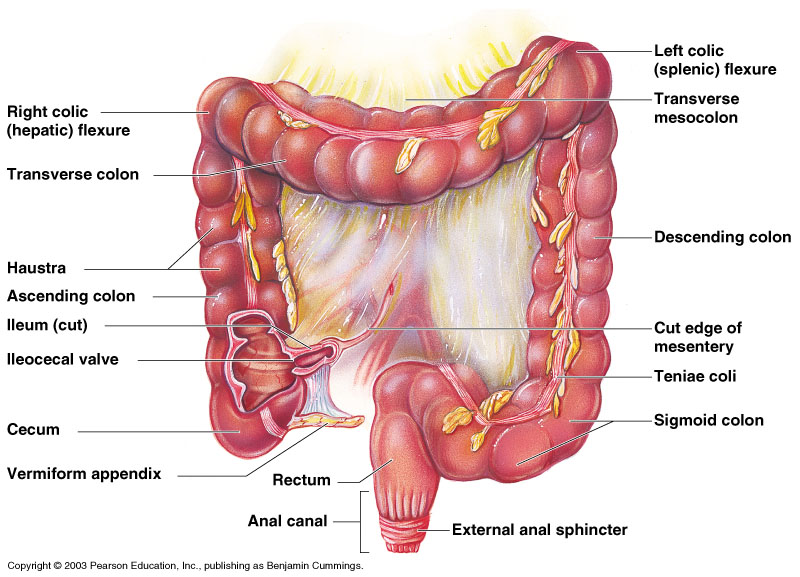 Left colic
(splenic) flexure
Transverse
mesocolon
Right colic
(hepatic) flexure
Transverse colon
Descending colon
Haustra
Ascending colon
Ileum (cut)
Cut edge of
mesentery
Ileocecal valve
Teniae coli
Sigmoid colon
Cecum
Vermiform appendix
Rectum
Anal canal
External anal sphincter
Copyright © 2003 Pearson Education, Inc., publishing as Benjamin Cummings.